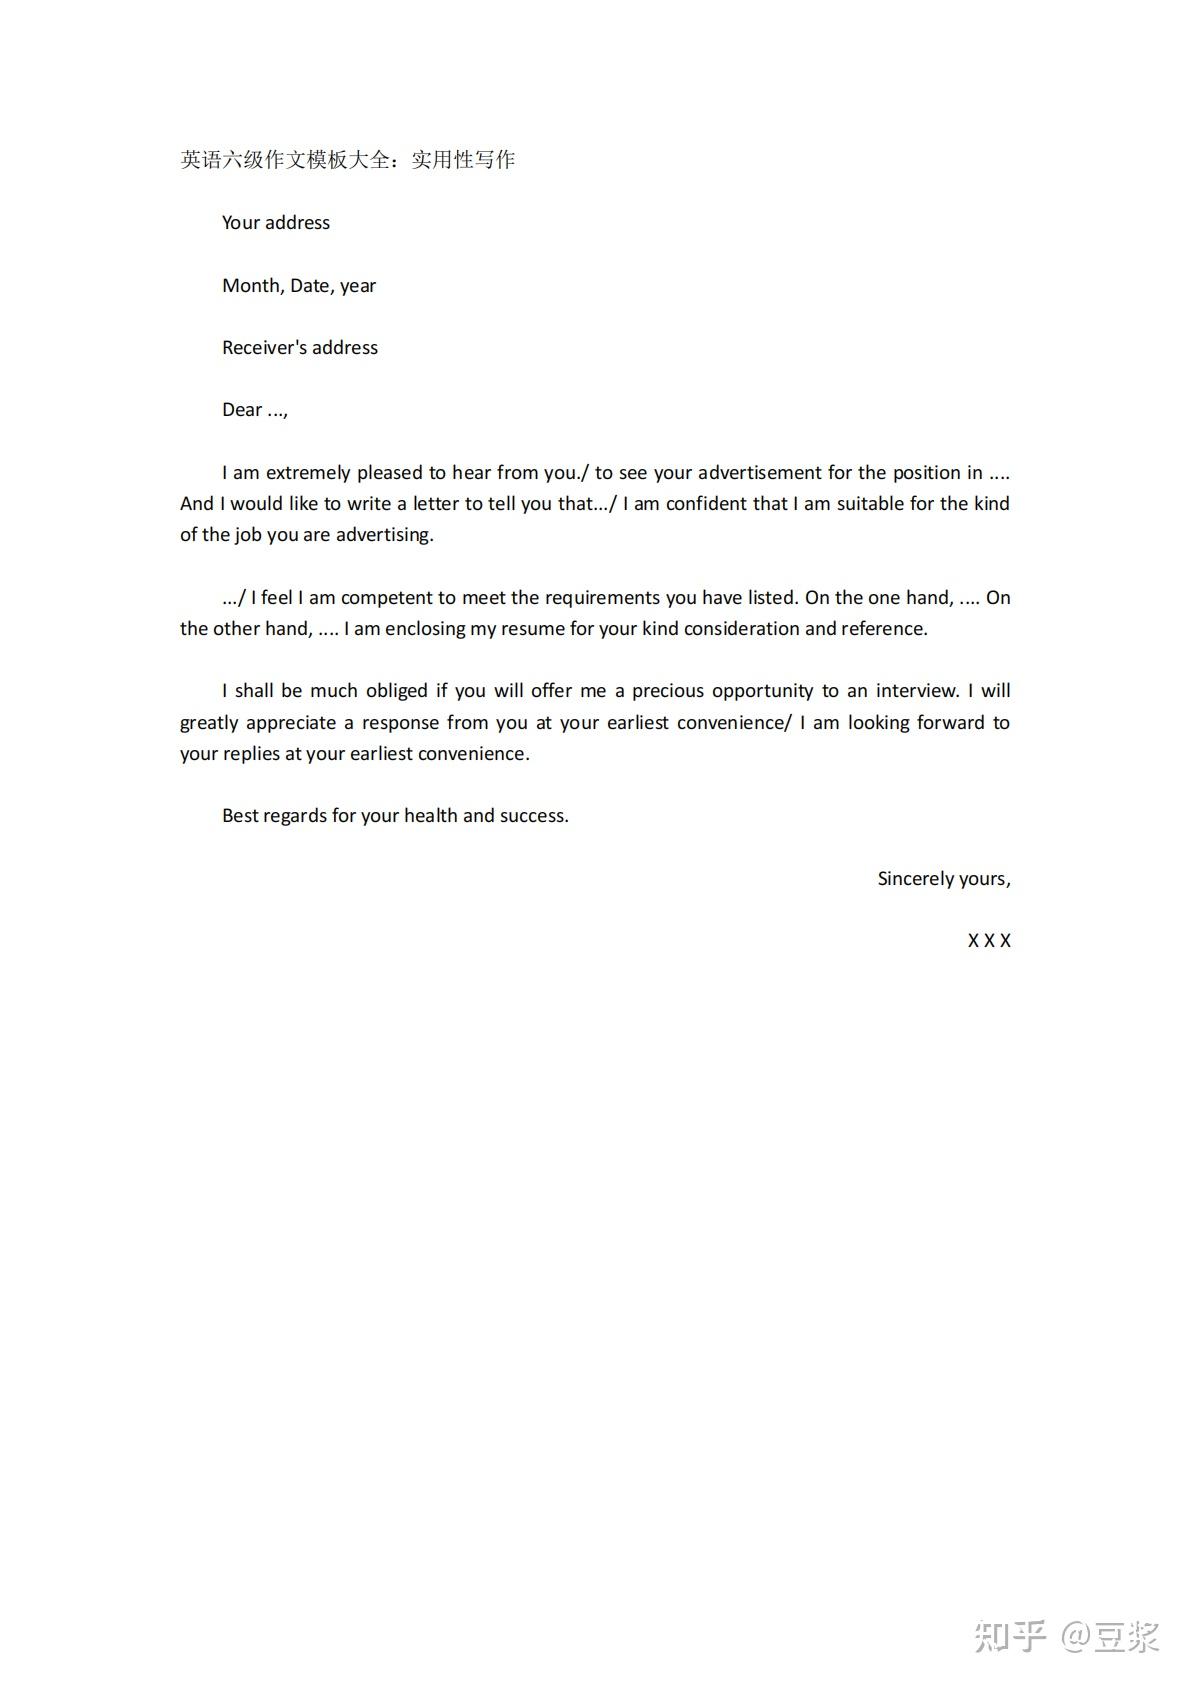 英语六级作文模板大全：实用性写作
Your address
Month, Date, year
Receiver's address
Dear ...,
I am extremely pleased to hear from you./ to see your advertisement for the position in ....
And I would like to write a letter to tell you that.../ I am confident that I am suitable for the kind
of the job you are advertising.
.../ I feel I am competent to meet the requirements you have listed. On the one hand, .... On
the other hand, .... I am enclosing my resume for your kind consideration and reference.
I shall be much obliged if you will offer me a precious opportunity to an interview. I will
greatly appreciate a response from you at your earliest convenience/ I am looking forward to
your replies at your earliest convenience.
Best regards for your health and success.
Sincerely yours,
X X X
知乎 @豆浆